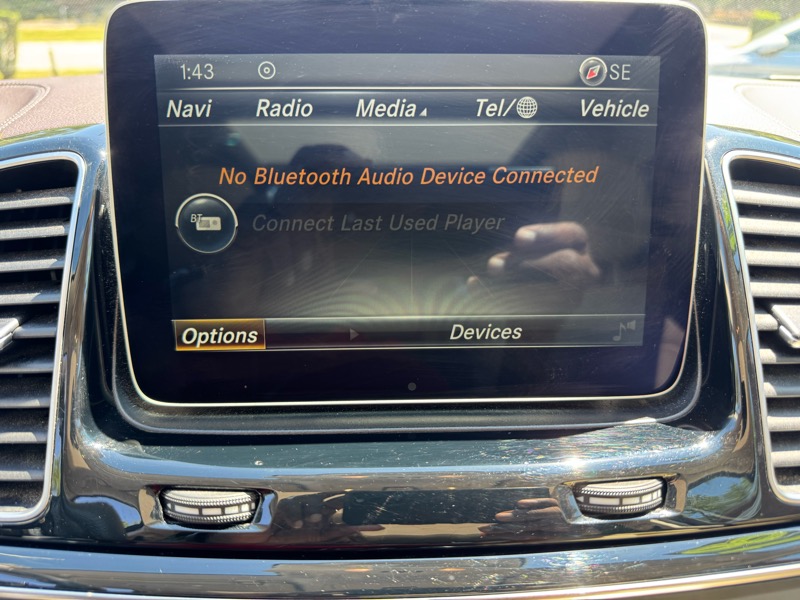 1:43 SE
Navi Radio Media Tel/ Vehicle
No Bluetooth Audio Device Connected
BT
Connect Last Used Player
Options Devices